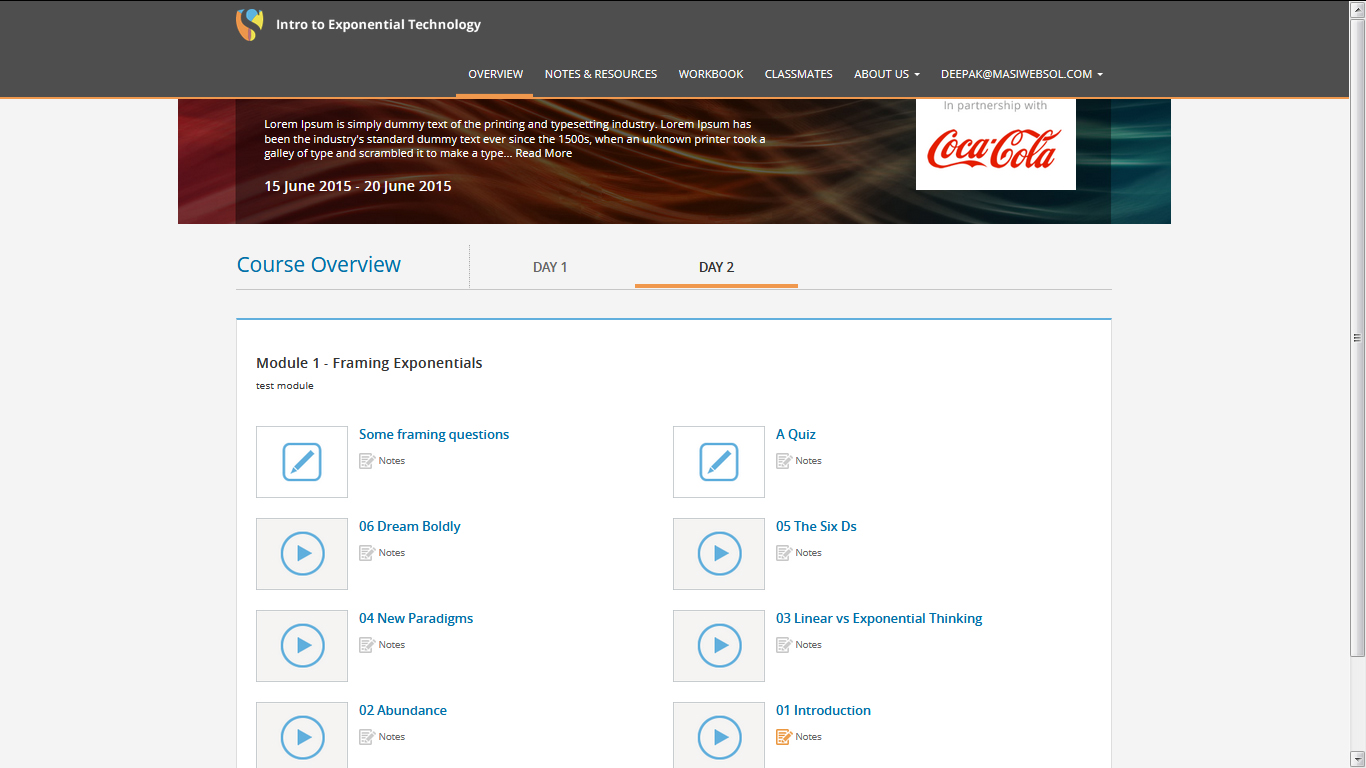 Intro to Exponential Technology
OVERVIEW NOTES & RESOURCES WORKBOOK CLASSMATES ABOUT US DEEPAK@MASIWEBSOL.COM
In partnership with
Lorem Ipsum is simply dummy text of the printing and typesetting industry. Lorem Ipsum has
been the industry's standard dummy text ever since the 1500s, when an unknown printer took a
galley of type and scrambled it to make a type... Read More
Coca-Cola
15 June 2015 - 20 June 2015
Course Overview DAY 1 DAY 2
Module 1 - Framing Exponentials
test module
Some framing questions
Notes
A Quiz
Notes
06 Dream Boldly
Notes
05 The Six Ds
Notes
04 New Paradigms
Notes
03 Linear vs Exponential Thinking
Notes
02 Abundance
Notes
01 Introduction
Notes